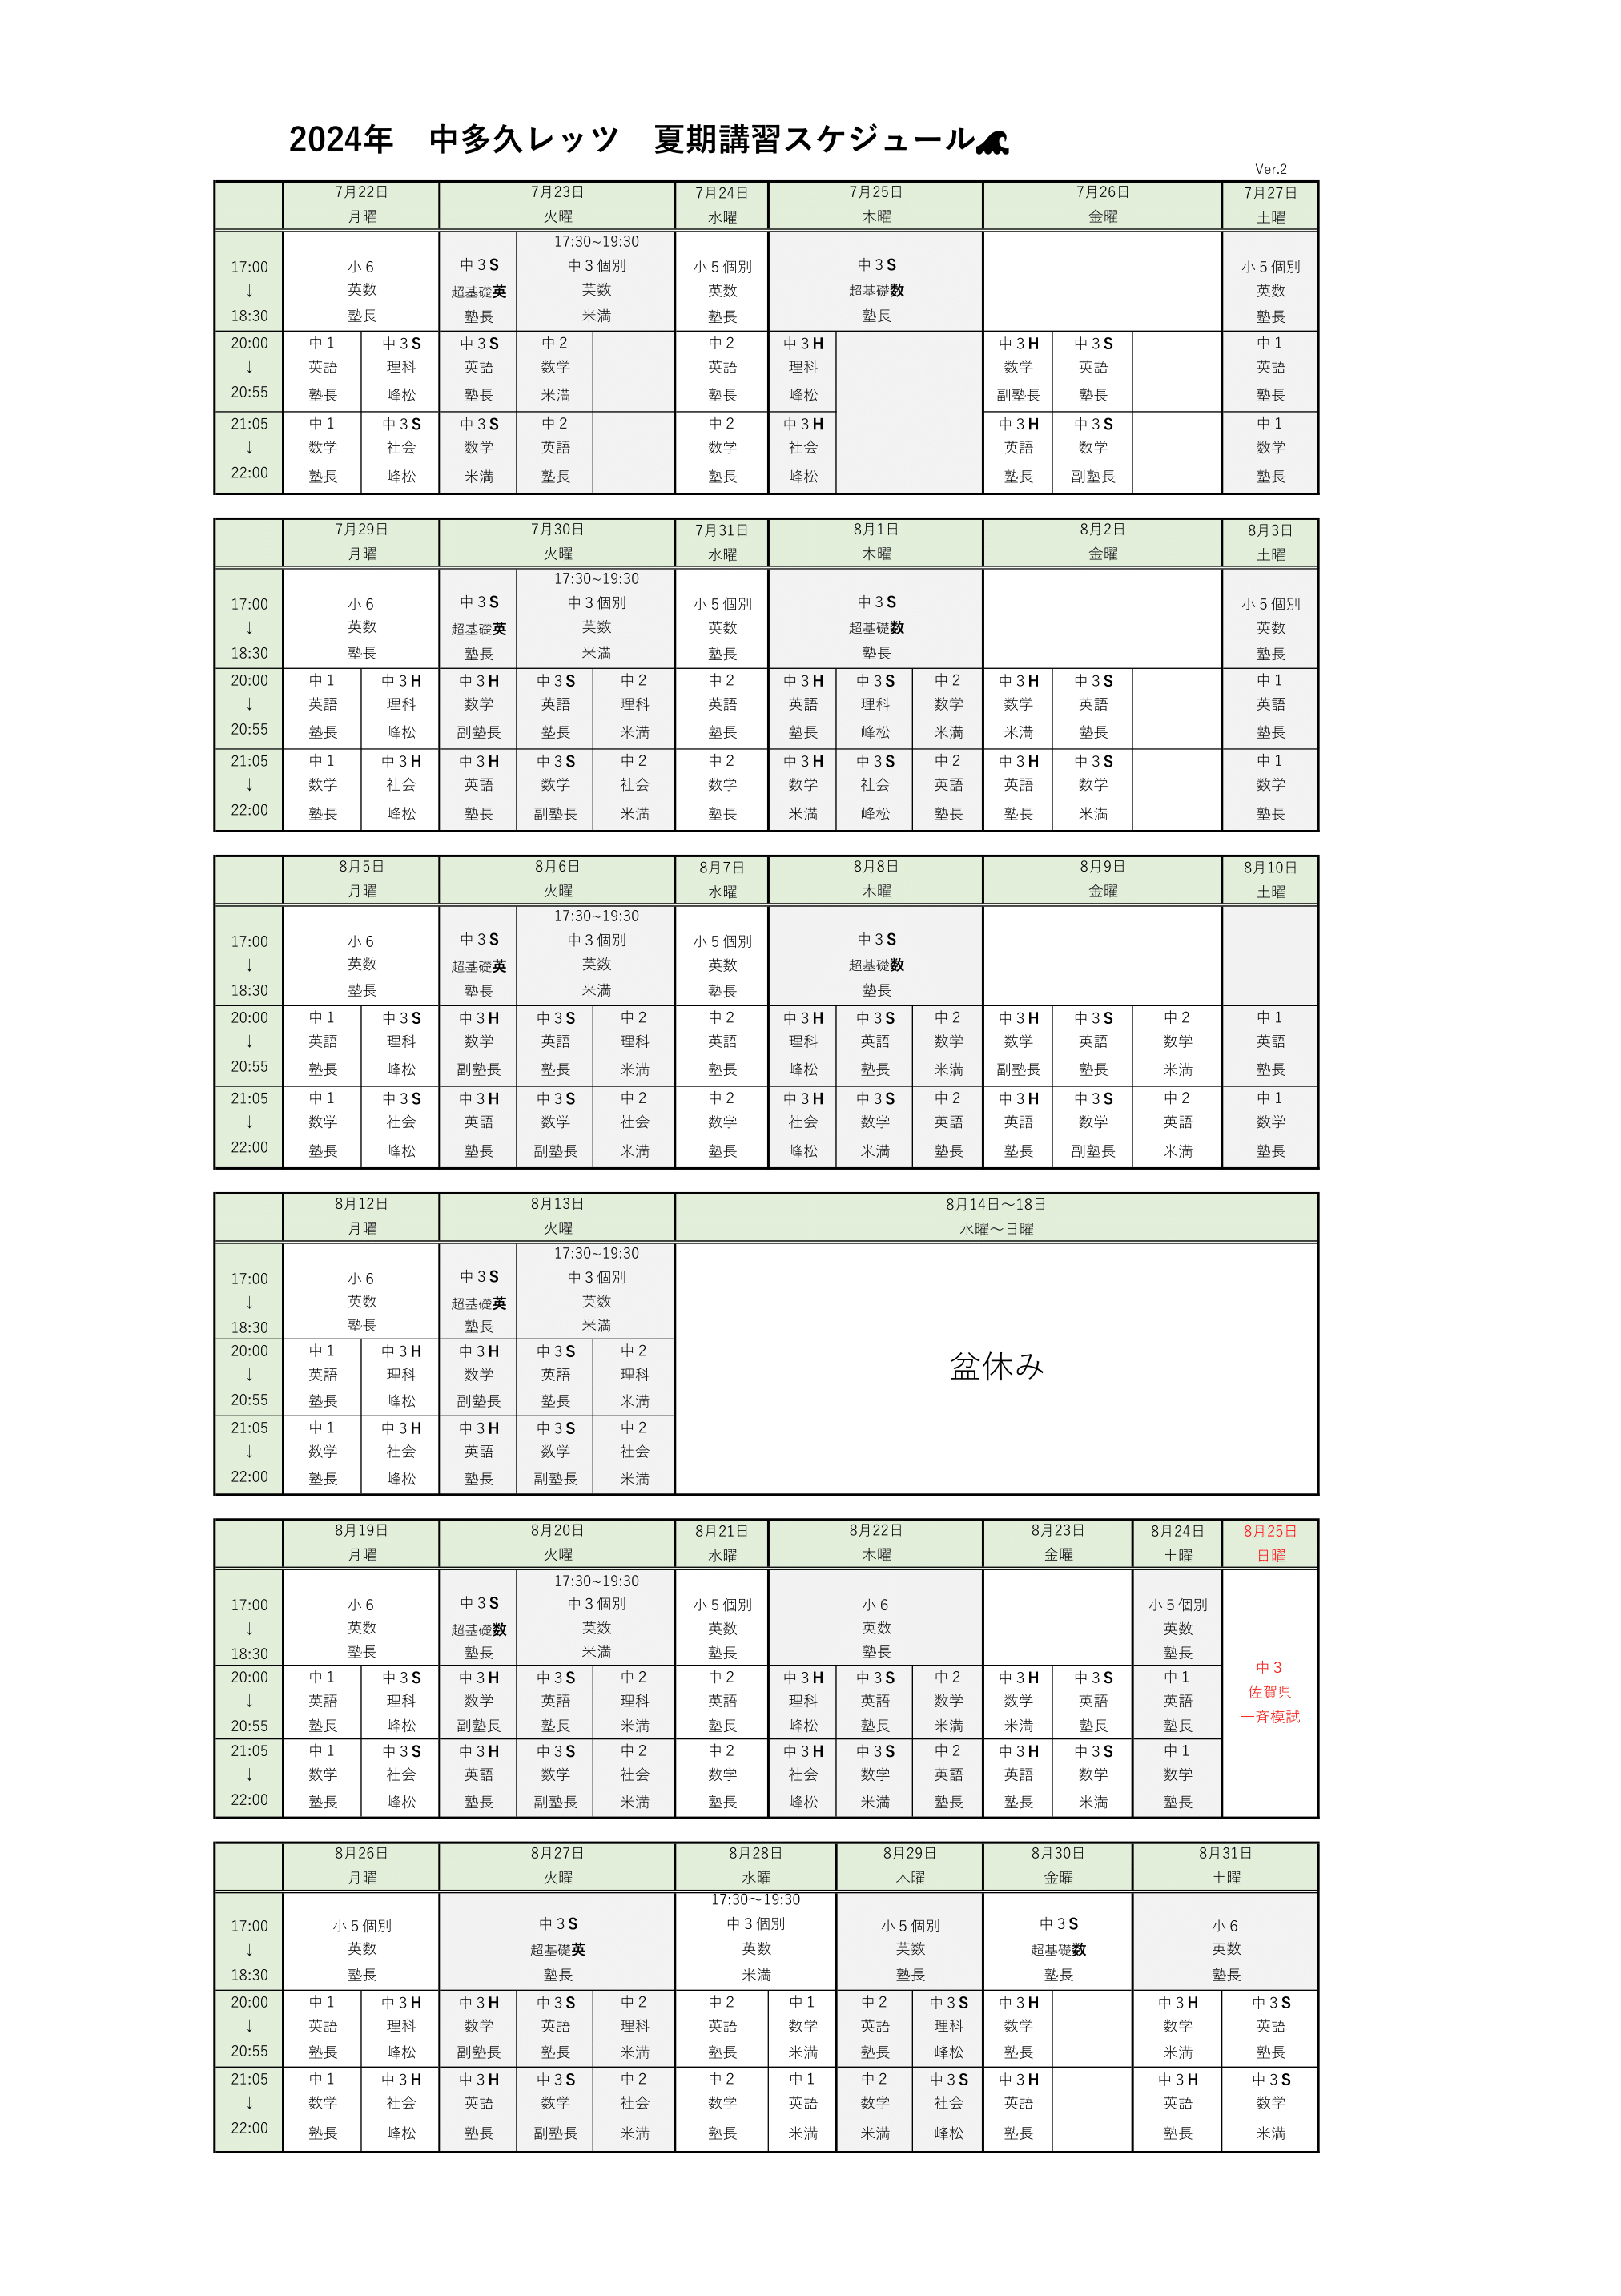 2024年　中多久レッツ　夏期講習スケジュール
Ver.2
7月22日 7月23日 7月24日 7月25日 7月26日 7月27日
月曜 火曜 水曜 木曜 金曜 土曜
17:30~19:30
17:00 小６ 中３S 中３個別 小５個別 中３S 小５個別
↓ 英数 超基礎英 英数 英数 超基礎数 英数
18:30 塾長 塾長 米満 塾長 塾長 塾長
20:00 中１ 中３S 中３S 中２ 中２ 中３H 中３H 中３S 中１
↓ 英語 理科 英語 数学 英語 理科 数学 英語 英語
20:55 塾長 峰松 塾長 米満 塾長 峰松 副塾長 塾長 塾長
21:05 中１ 中３S 中３S 中２ 中２ 中３H 中３H 中３S 中１
↓ 数学 社会 数学 英語 数学 社会 英語 数学 数学
22:00 塾長 峰松 米満 塾長 塾長 峰松 塾長 副塾長 塾長
7月29日 7月30日 7月31日 8月1日 8月2日 8月3日
月曜 火曜 水曜 木曜 金曜 土曜
17:30~19:30
17:00 小６ 中３S 中３個別 小５個別 中３S 小５個別
↓ 英数 超基礎英 英数 英数 超基礎数 英数
18:30 塾長 塾長 米満 塾長 塾長 塾長
20:00 中１ 中３H 中３H 中３S 中２ 中２ 中３H 中３S 中２ 中３H 中３S 中１
↓ 英語 理科 数学 英語 理科 英語 英語 理科 数学 数学 英語 英語
20:55 塾長 峰松 副塾長 塾長 米満 塾長 塾長 峰松 米満 米満 塾長 塾長
21:05 中１ 中３H 中３H 中３S 中２ 中２ 中３H 中３S 中２ 中３H 中３S 中１
↓ 数学 社会 英語 数学 社会 数学 数学 社会 英語 英語 数学 数学
22:00 塾長 峰松 塾長 副塾長 米満 塾長 米満 峰松 塾長 塾長 米満 塾長
8月5日 8月6日 8月7日 8月8日 8月9日 8月10日
月曜 火曜 水曜 木曜 金曜 土曜
17:30~19:30
17:00 小６ 中３S 中３個別 小５個別 中３S
↓ 英数 超基礎英 英数 英数 超基礎数
18:30 塾長 塾長 米満 塾長 塾長
20:00 中１ 中３S 中３H 中３S 中２ 中２ 中３H 中３S 中２ 中３H 中３S 中２ 中１
↓ 英語 理科 数学 英語 理科 英語 理科 英語 数学 数学 英語 数学 英語
20:55 塾長 峰松 副塾長 塾長 米満 塾長 峰松 塾長 米満 副塾長 塾長 米満 塾長
21:05 中１ 中３S 中３H 中３S 中２ 中２ 中３H 中３S 中２ 中３H 中３S 中２ 中１
↓ 数学 社会 英語 数学 社会 数学 社会 数学 英語 英語 数学 英語 数学
22:00 塾長 峰松 塾長 副塾長 米満 塾長 峰松 米満 塾長 塾長 副塾長 米満 塾長
8月12日 8月13日 8月14日～18日
月曜 火曜 水曜～日曜
17:30~19:30
17:00 小６ 中３S 中３個別
↓ 英数 超基礎英 英数
18:30 塾長 塾長 米満
20:00 中１ 中３H 中３H 中３S 中２
↓ 英語 理科 数学 英語 理科 盆休み
20:55 塾長 峰松 副塾長 塾長 米満
21:05 中１ 中３H 中３H 中３S 中２
↓ 数学 社会 英語 数学 社会
22:00 塾長 峰松 塾長 副塾長 米満
8月19日 8月20日 8月21日 8月22日 8月23日 8月24日 8月25日
月曜 火曜 水曜 木曜 金曜 土曜 日曜
17:30~19:30
17:00 小６ 中３S 中３個別 小５個別 小６ 小５個別
↓ 英数 超基礎数 英数 英数 英数 英数
18:30 塾長 塾長 米満 塾長 塾長 塾長
20:00 中１ 中３S 中３H 中３S 中２ 中２ 中３H 中３S 中２ 中３H 中３S 中１ 中３
↓ 英語 理科 数学 英語 理科 英語 理科 英語 数学 数学 英語 英語 佐賀県
20:55 塾長 峰松 副塾長 塾長 米満 塾長 峰松 塾長 米満 米満 塾長 塾長 一斉模試
21:05 中１ 中３S 中３H 中３S 中２ 中２ 中３H 中３S 中２ 中３H 中３S 中１
↓ 数学 社会 英語 数学 社会 数学 社会 数学 英語 英語 数学 数学
22:00 塾長 峰松 塾長 副塾長 米満 塾長 峰松 米満 塾長 塾長 米満 塾長
8月26日 8月27日 8月28日 8月29日 8月30日 8月31日
月曜 火曜 水曜 木曜 金曜 土曜
17:30～19:30
17:00 小５個別 中３S 中３個別 小５個別 中３S 小６
↓ 英数 超基礎英 英数 英数 超基礎数 英数
18:30 塾長 塾長 米満 塾長 塾長 塾長
20:00 中１ 中３H 中３H 中３S 中２ 中２ 中１ 中２ 中３S 中３H 中３H 中３S
↓ 英語 理科 数学 英語 理科 英語 数学 英語 理科 数学 数学 英語
20:55 塾長 峰松 副塾長 塾長 米満 塾長 米満 塾長 峰松 塾長 米満 塾長
21:05 中１ 中３H 中３H 中３S 中２ 中２ 中１ 中２ 中３S 中３H 中３H 中３S
↓ 数学 社会 英語 数学 社会 数学 英語 数学 社会 英語 英語 数学
22:00 塾長 峰松 塾長 副塾長 米満 塾長 米満 米満 峰松 塾長 塾長 米満